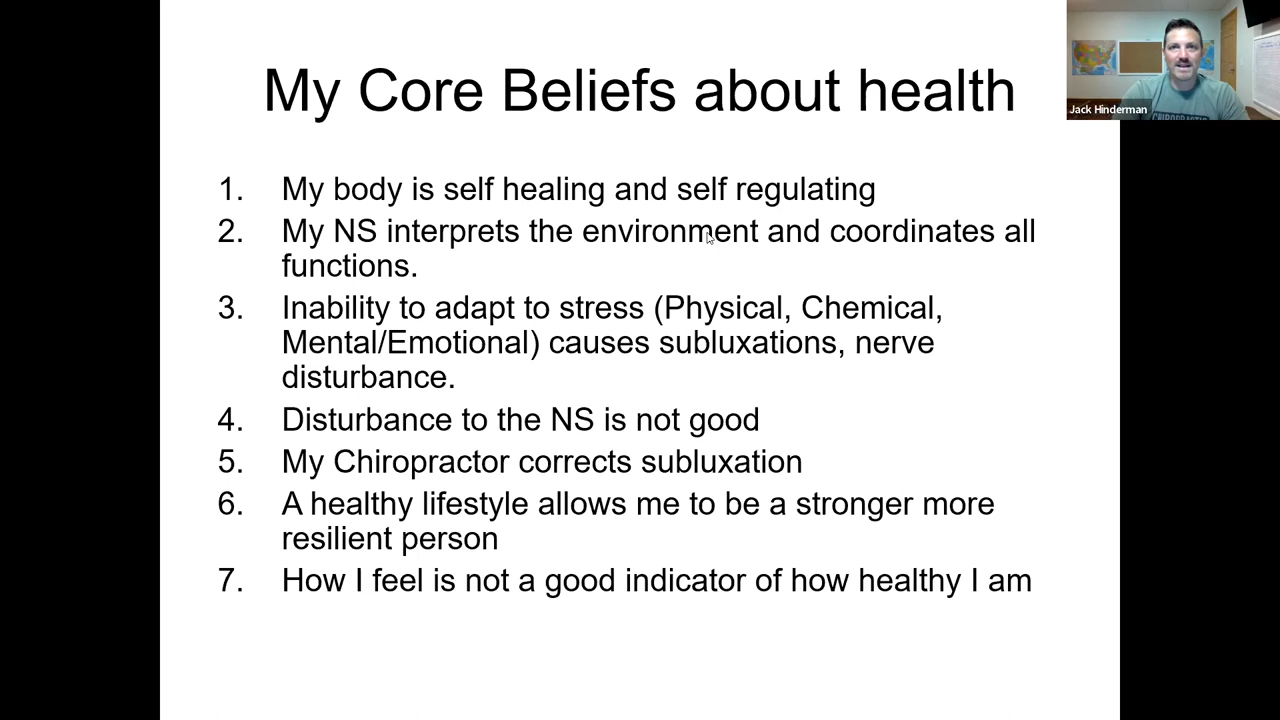 My Core Beliefs about health
Jack Hinderman
CHIROPRACTIC
1. My body is self healing and self regulating
2. My NS interprets the environment and coordinates all
functions.
3. Inability to adapt to stress (Physical, Chemical,
Mental/Emotional) causes subluxations, nerve
disturbance.
4. Disturbance to the NS is not good
5. My Chiropractor corrects subluxation
6. A healthy lifestyle allows me to be a stronger more
resilient person
7. How I feel is not a good indicator of how healthy I am